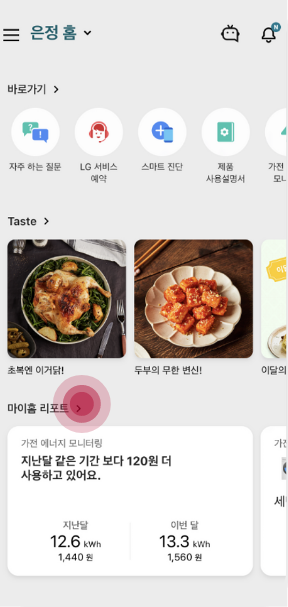 은정 홈
N
바로가기 >
자주 하는 질문
LG 서비스
예약
스마트 진단
제품
사용설명서
가전
모니
Taste >
초복엔 이거닭!
두부의 무한 변신!
이달의
마이홈 리포트 >
가전 에너지 모니터링
지난달 같은 기간 보다 120원 더
사용하고 있어요.
지난달
이번 달
12.6 kWh
13.3 kWh
1,440 원
1,560 원
세